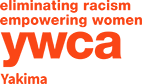 eliminating racism
empowering women
ywca
Yakima